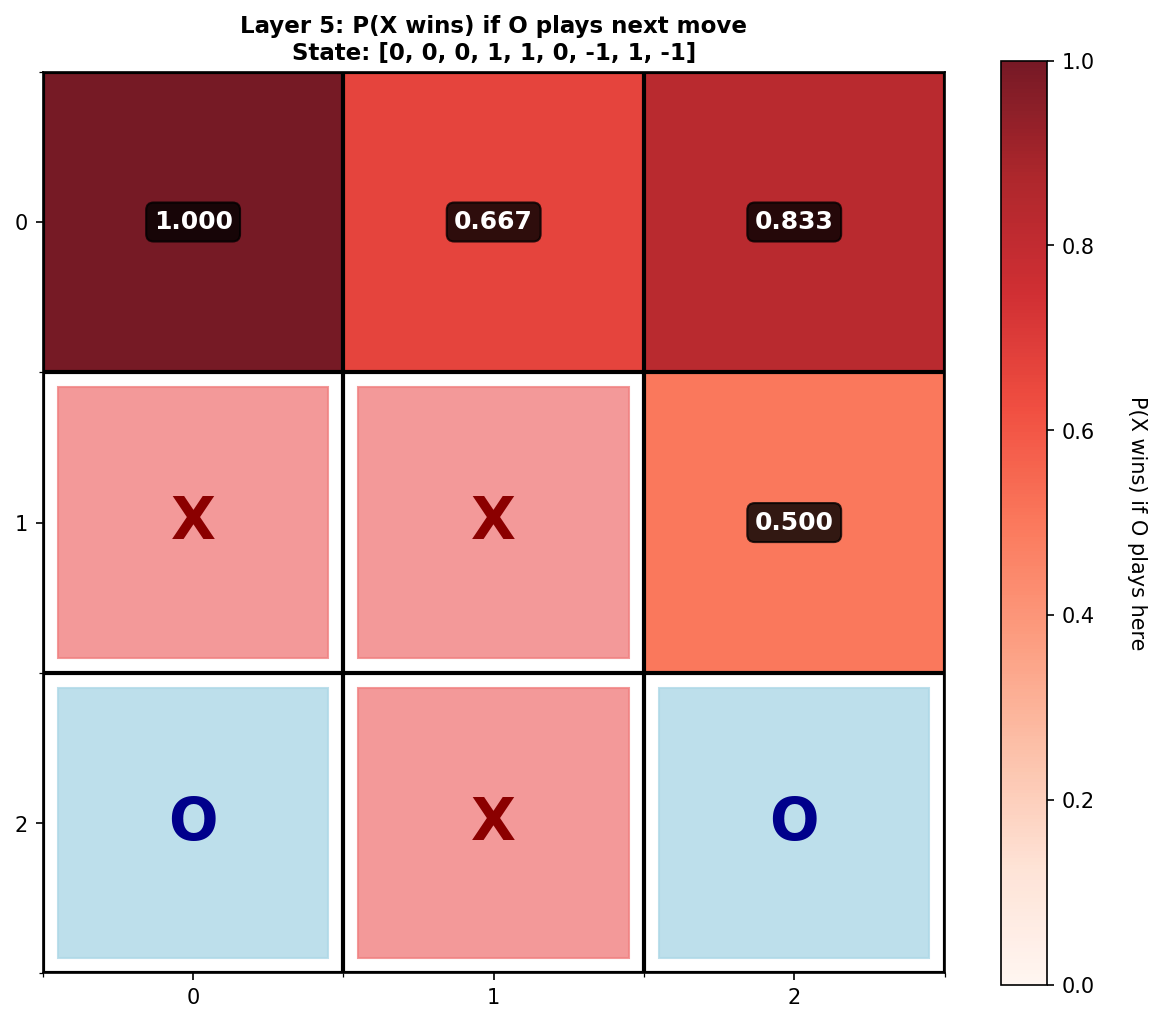 Layer 5: P(X wins) if O plays next move
State: [0, 0, 0, 1, 1, 0, -1, 1, -1]
0
1.000
0.667
0.833
1
X
X
0.500
2
O
X
O
0
1
2
1.0
0.8
0.6
0.4
0.2
0.0
P(X wins) if O plays here